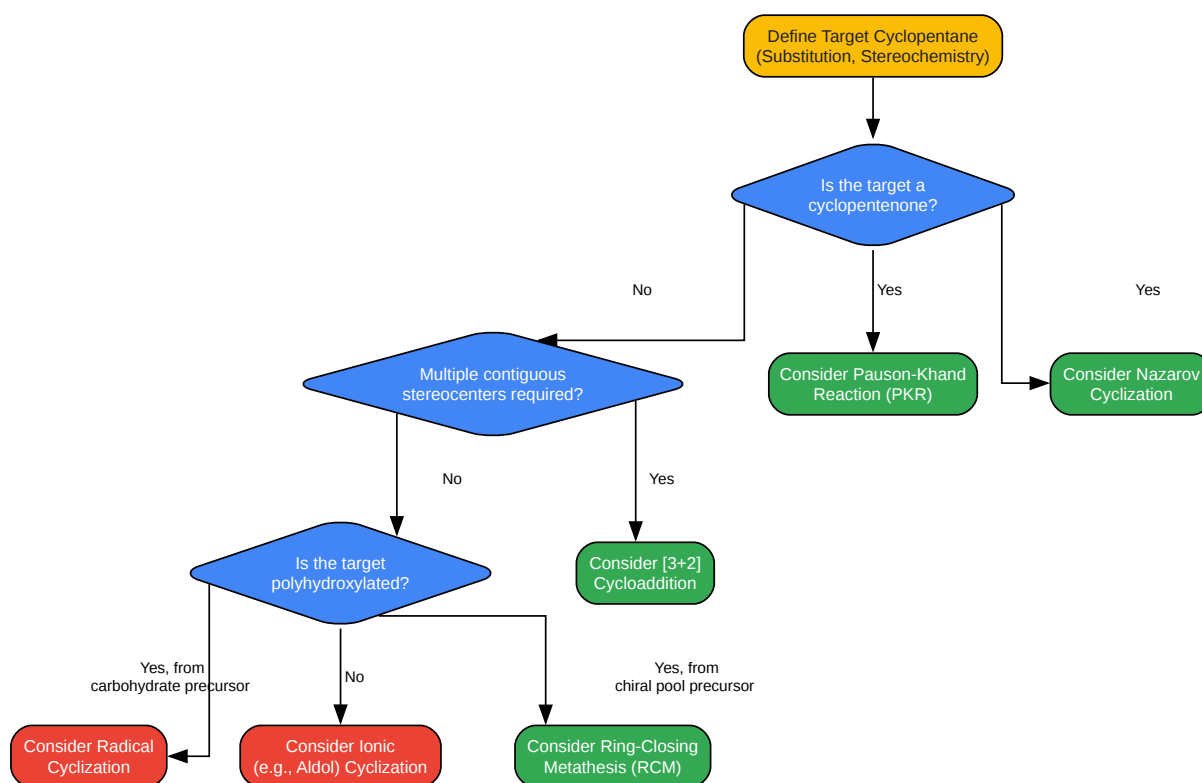 Define Target Cyclopentane
(Substitution, Stereochemistry)
Is the target a
cyclopentenone?
No
Yes
Yes
Multiple contiguous
stereocenters required?
Consider Pauson-Khand
Reaction (PKR)
Consider Nazarov
Cyclization
No
Yes
Is the target
polyhydroxylated?
Consider [3+2]
Cycloaddition
Yes, from
carbohydrate precursor
No
Yes, from
chiral pool precursor
Consider Radical
Cyclization
Consider Ionic
(e.g., Aldol) Cyclization
Consider Ring-Closing
Metathesis (RCM)